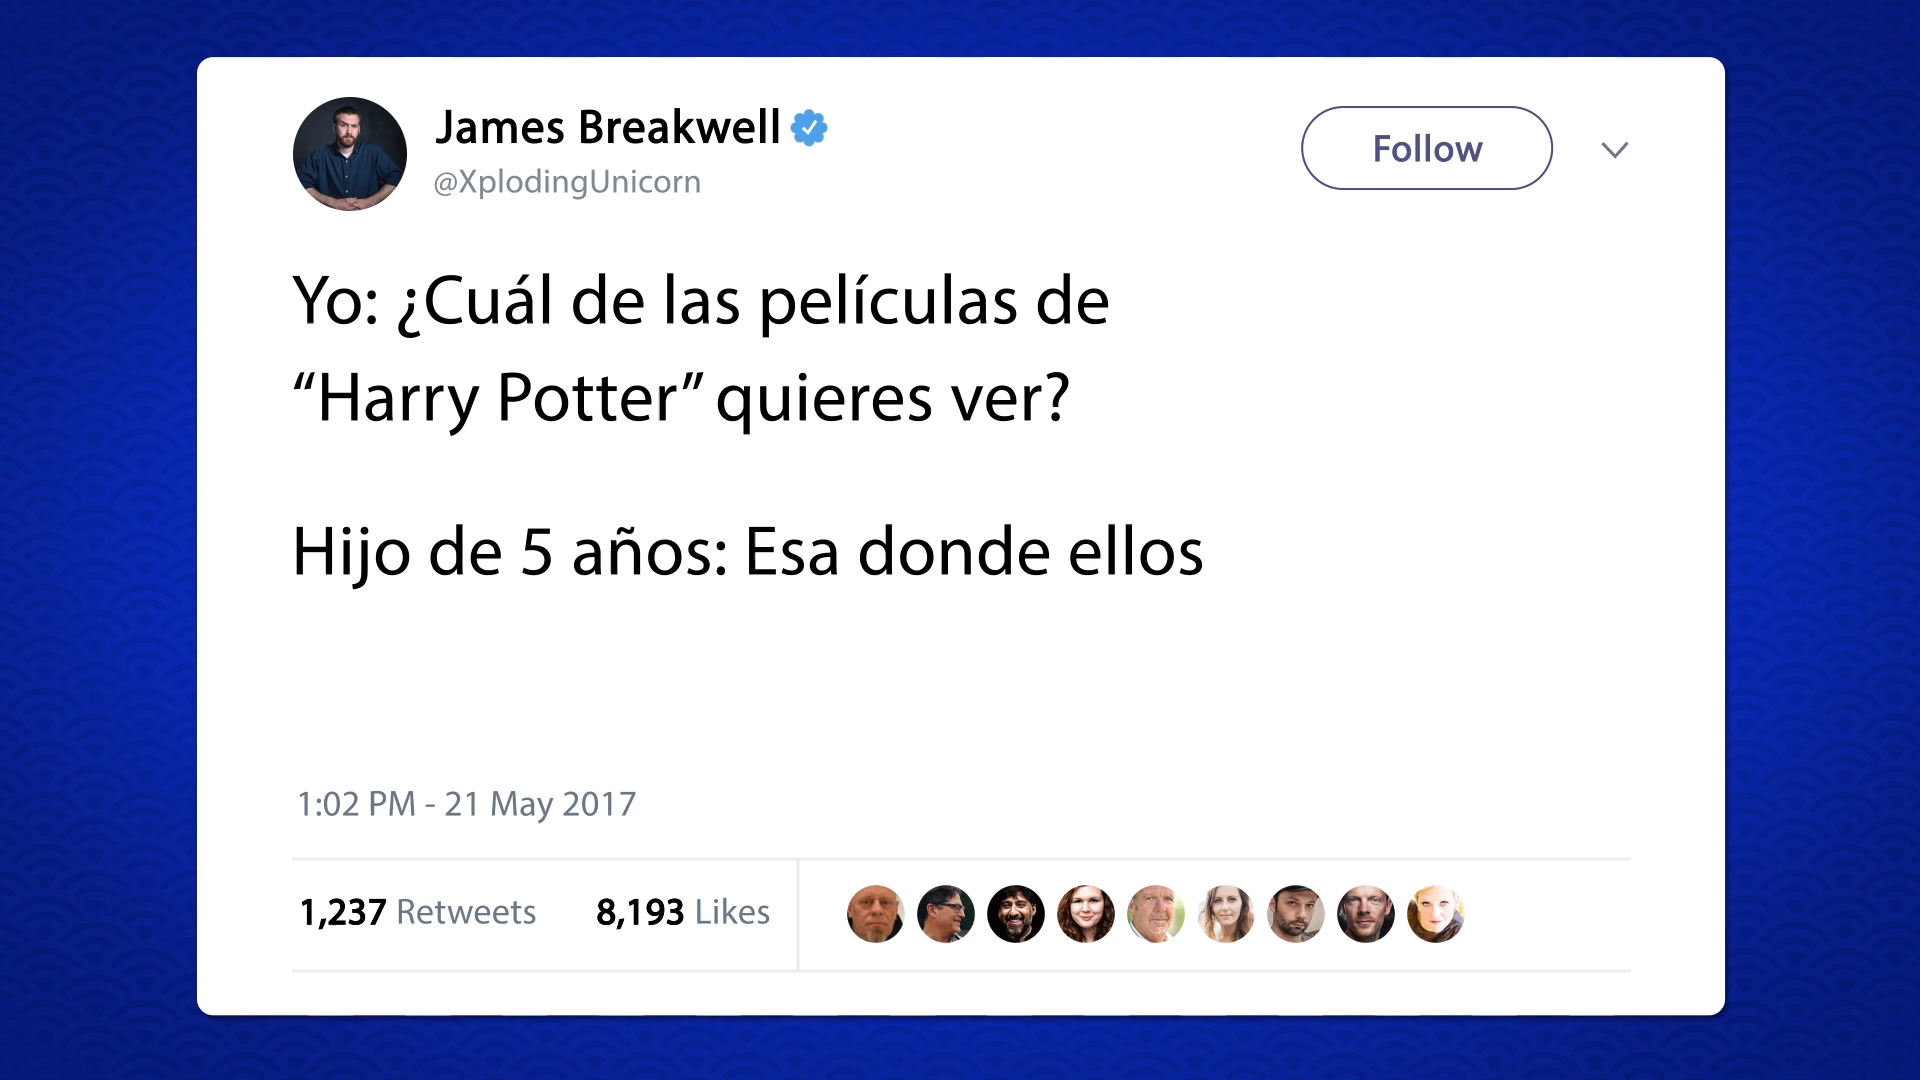 James Breakwell
@XplodingUnicorn
Follow
Yo: ¿Cuál de las películas de
“Harry Potter” quieres ver?
Hijo de 5 años: Esa donde ellos
1:02 PM - 21 May 2017
1,237 Retweets 8,193 Likes